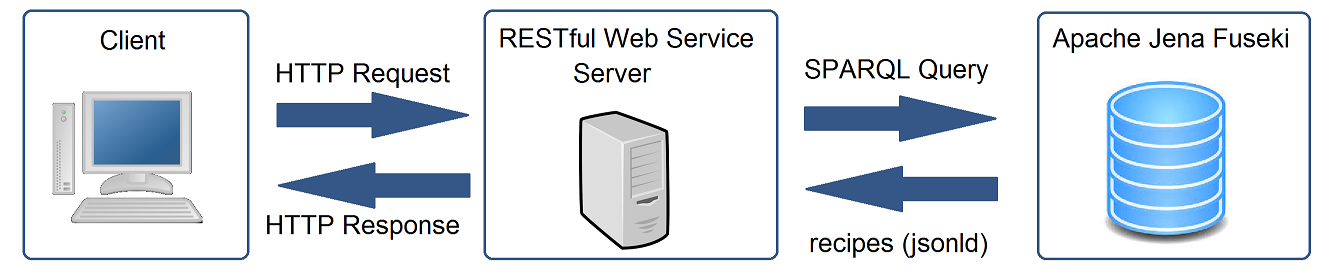 Client
HTTP Request
HTTP Response
RESTful Web Service
Server
SPARQL Query
recipes (jsonld)
Apache Jena Fuseki